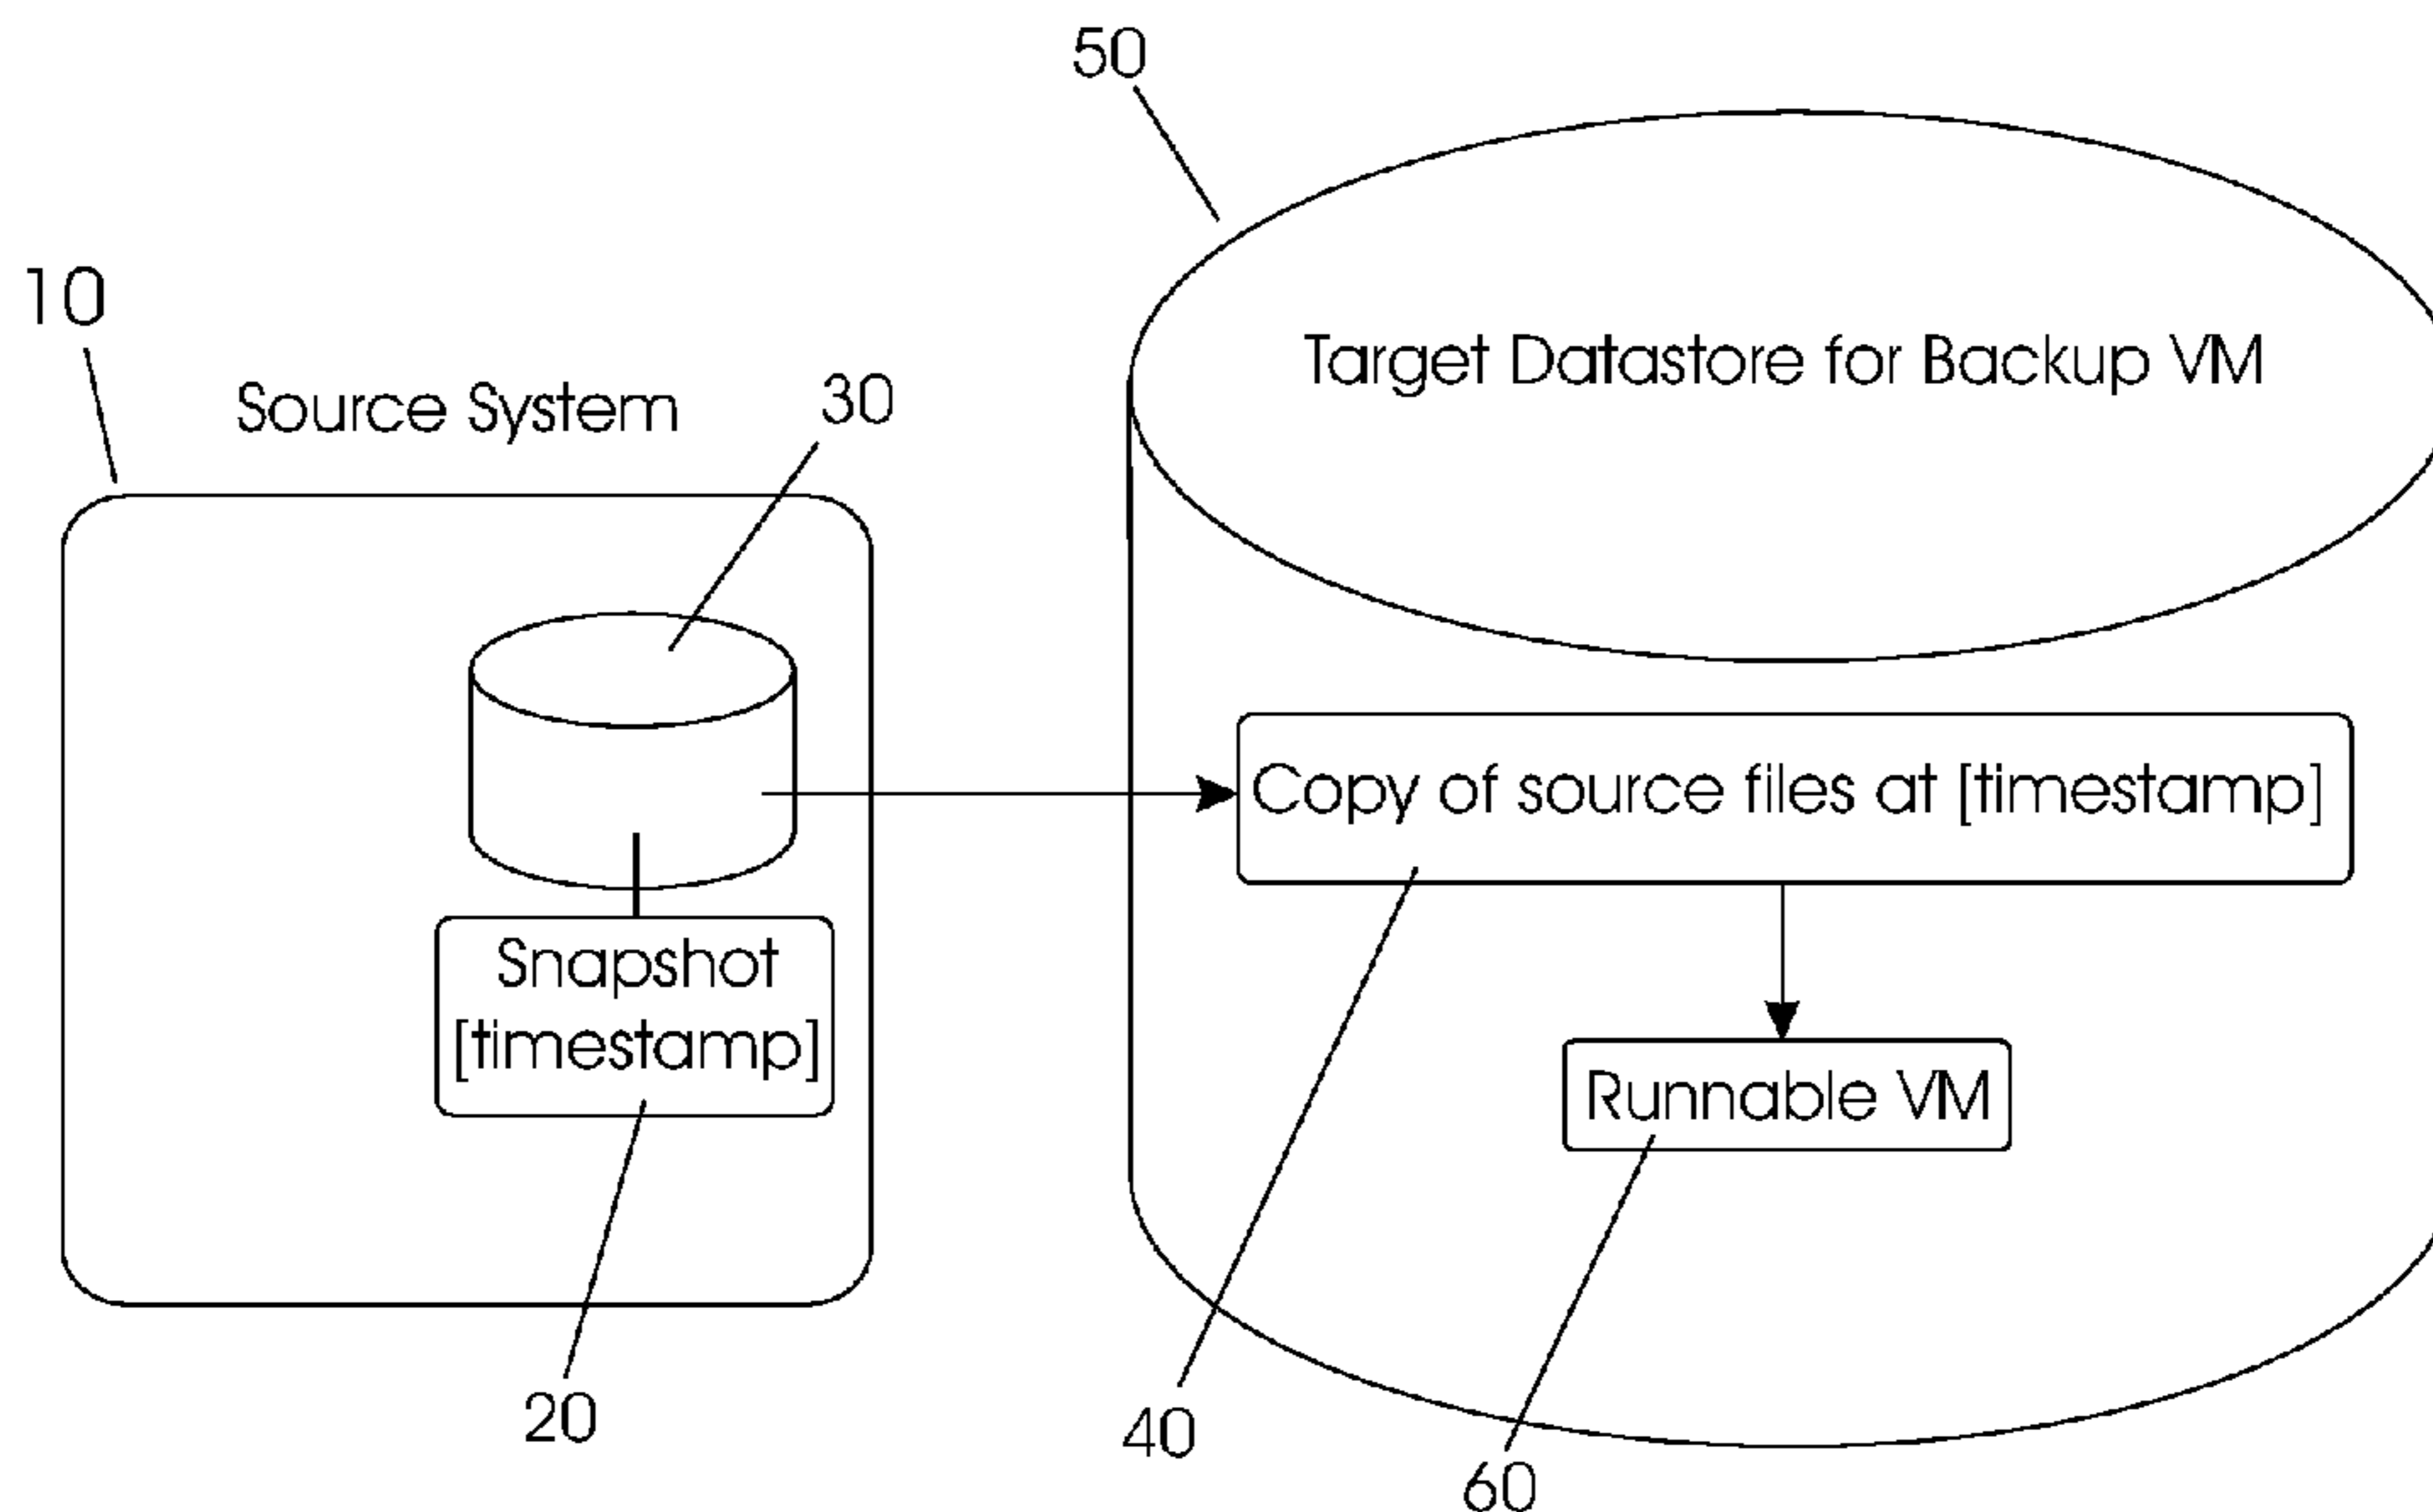 50
Target Datastore for Backup VM
10
Source System
30
Copy of source files at [timestamp]
Snapshot
[timestamp]
Runnable VM
20
40
60